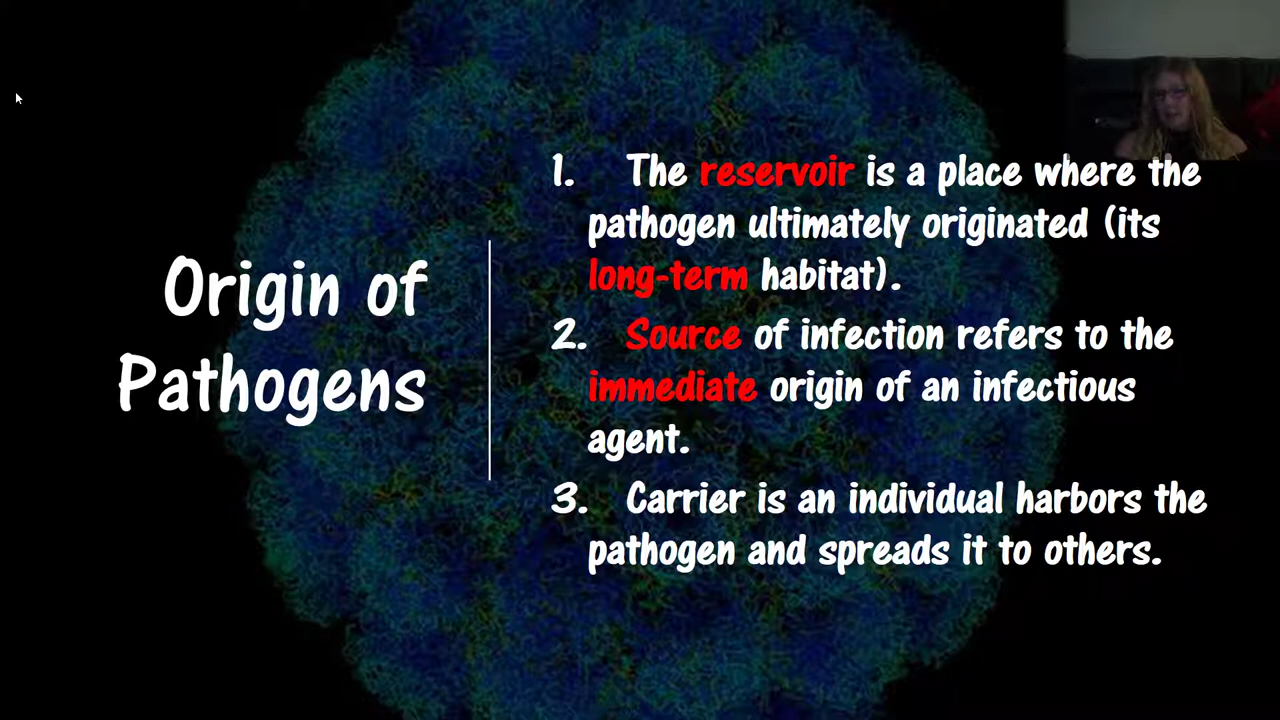 Origin of
Pathogens
1. The reservoir is a place where the
pathogen ultimately originated (its
long-term habitat).
2. Source of infection refers to the
immediate origin of an infectious
agent.
3. Carrier is an individual harbors the
pathogen and spreads it to others.